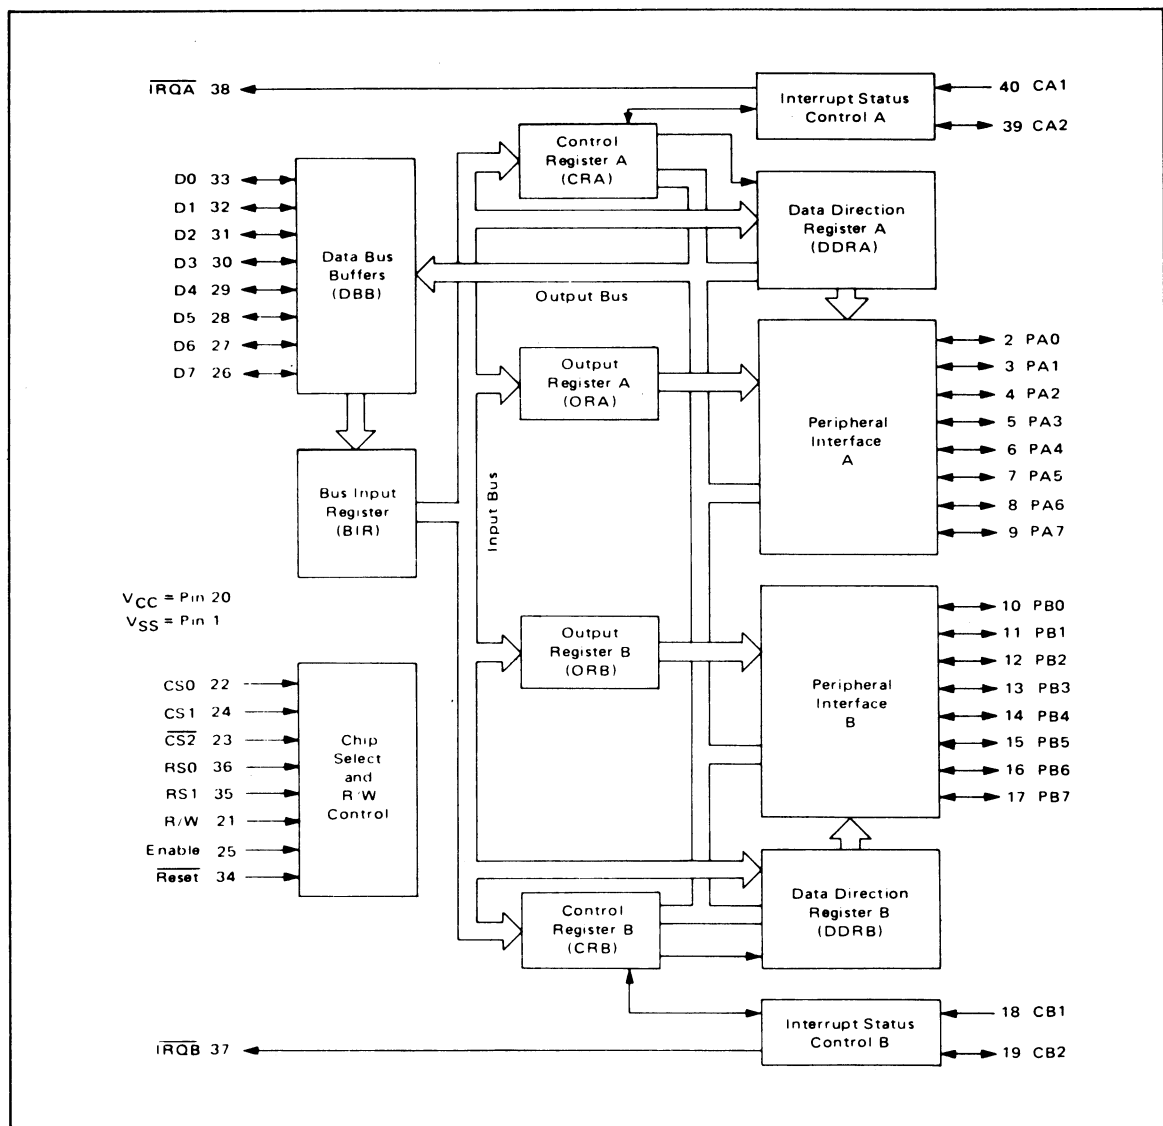 IRQA 38
Interrupt Status
Control A
40 CA1
39 CA2
Control
Register A
(CRA)
D0 33
D1 32
D2 31
D3 30
D4 29
D5 28
D6 27
D7 26
Data Bus
Buffers
(DBB)
Data Direction
Register A
(DDRA)
Output Bus
Output
Register A
(ORA)
Peripheral
Interface
A
2 PA0
3 PA1
4 PA2
5 PA3
6 PA4
7 PA5
8 PA6
9 PA7
Bus Input
Register
(BIR)
Input Bus
VCC = Pin 20
VSS = Pin 1
Output
Register B
(ORB)
Peripheral
Interface
B
10 PB0
11 PB1
12 PB2
13 PB3
14 PB4
15 PB5
16 PB6
17 PB7
CS0 22
CS1 24
CS2 23
RS0 36
RS1 35
R/W 21
Enable 25
Reset 34
Chip
Select
and
R/W
Control
Control
Register B
(CRB)
Data Direction
Register B
(DDRB)
Interrupt Status
Control B
18 CB1
19 CB2
IRQB 37